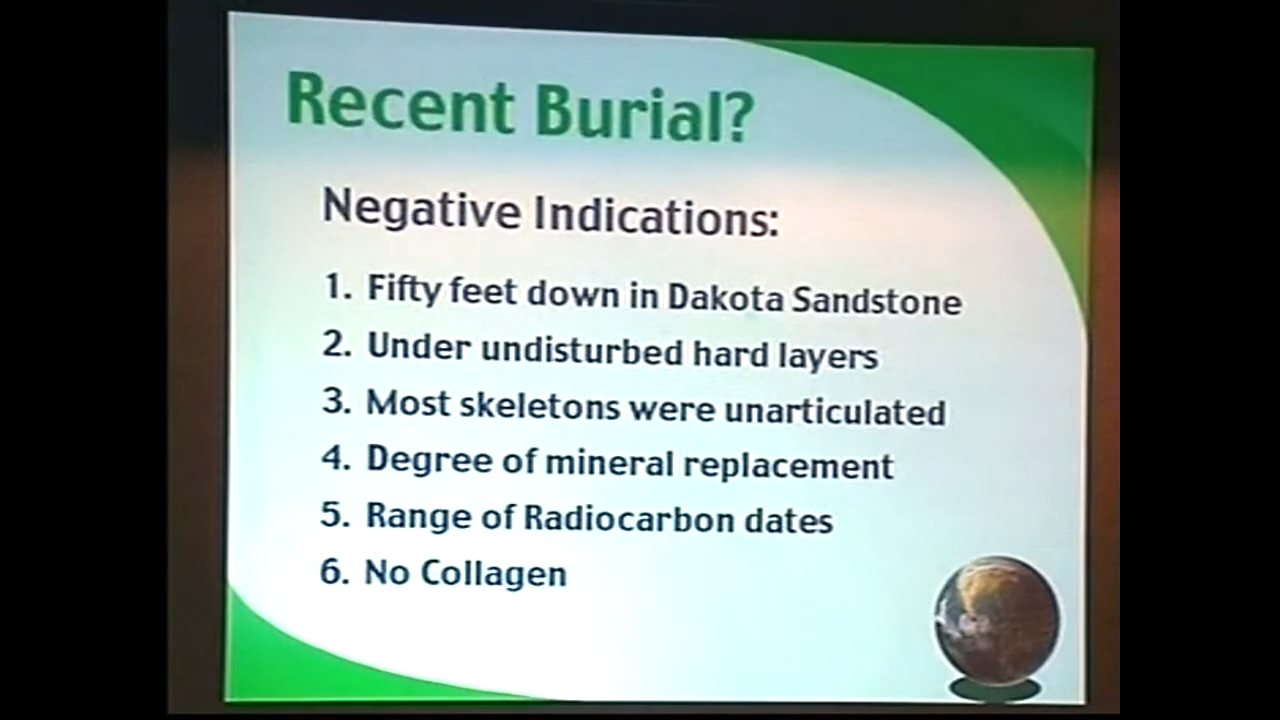 Recent Burial?
Negative Indications:
1. Fifty feet down in Dakota Sandstone
2. Under undisturbed hard layers
3. Most skeletons were unarticulated
4. Degree of mineral replacement
5. Range of Radiocarbon dates
6. No Collagen